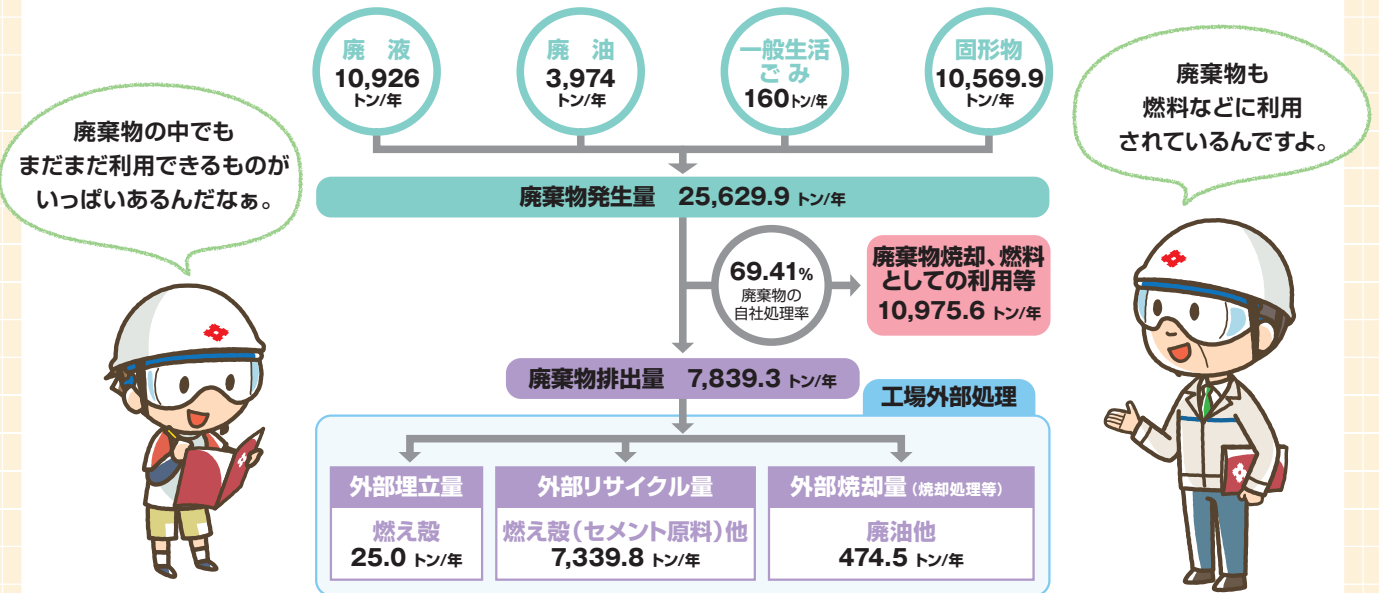 廃液
10,926
トン/年
廃油
3,974
トン/年
一般生活
ごみ
160トン/年
固形物
10,569.9
トン/年
廃棄物の中でも
まだまだ利用できるものが
いっぱいあるんだなぁ。
廃棄物も
燃料などに利用
されているんですよ。
廃棄物発生量 25,629.9 トン/年
69.41%
廃棄物の
自社処理率
廃棄物焼却、燃料
としての利用等
10,975.6 トン/年
廃棄物排出量 7,839.3 トン/年
工場外部処理
外部埋立量
燃え殻
25.0 トン/年
外部リサイクル量
燃え殻(セメント原料)他
7,339.8 トン/年
外部焼却量(焼却処理等)
廃油他
474.5 トン/年